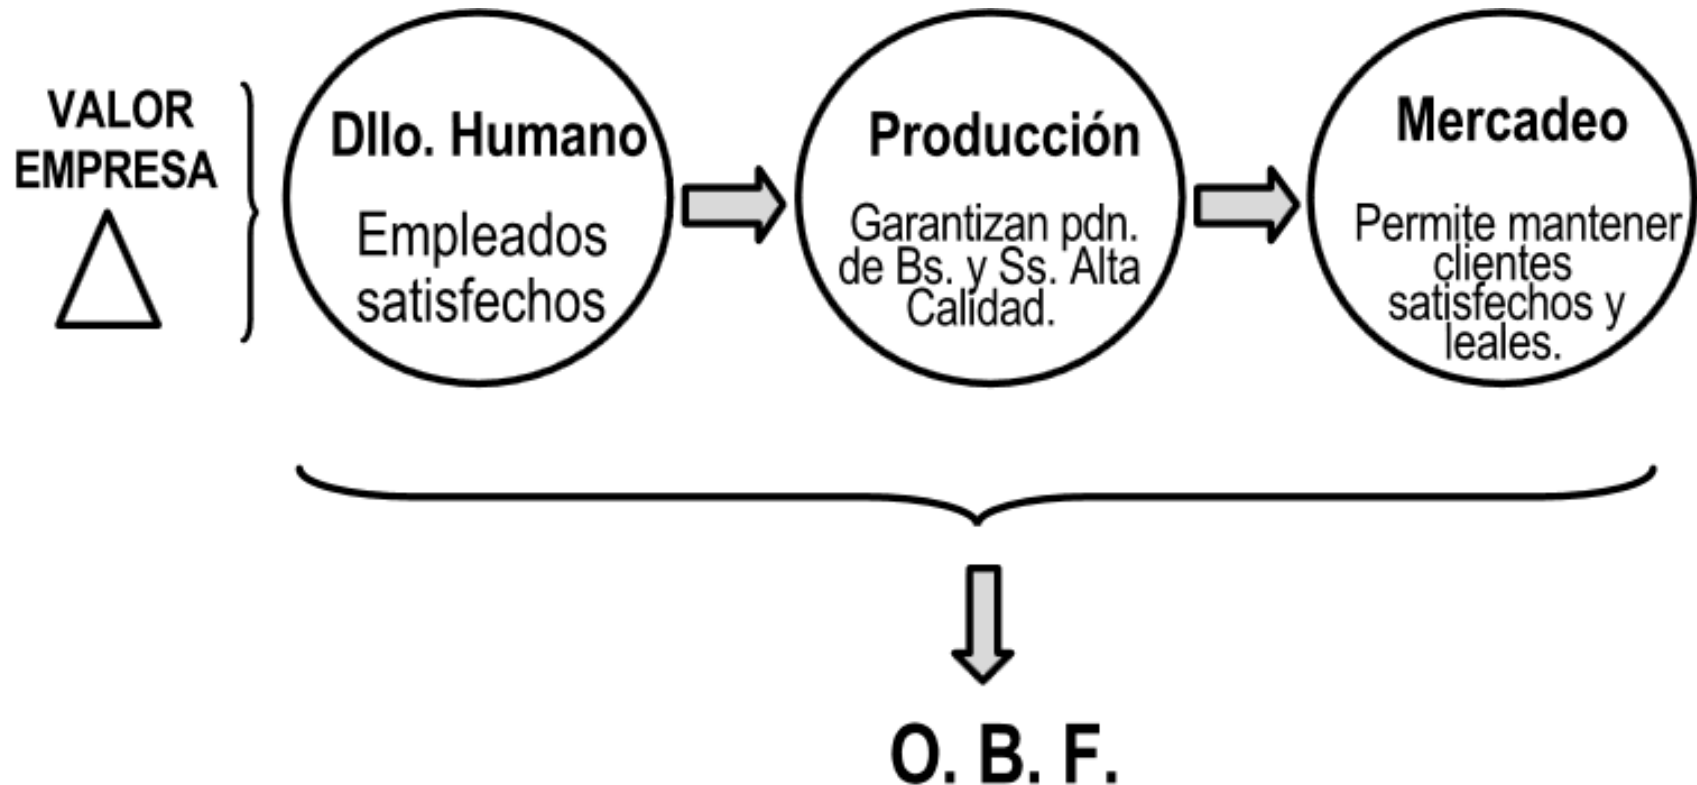 VALOR
EMPRESA
Dllo. Humano
Empleados
satisfechos
Producción
Garantizan pdn.
de Bs. y Ss. Alta
Calidad.
Mercadeo
Permite mantener
clientes
satisfechos y
leales.
O. B. F.